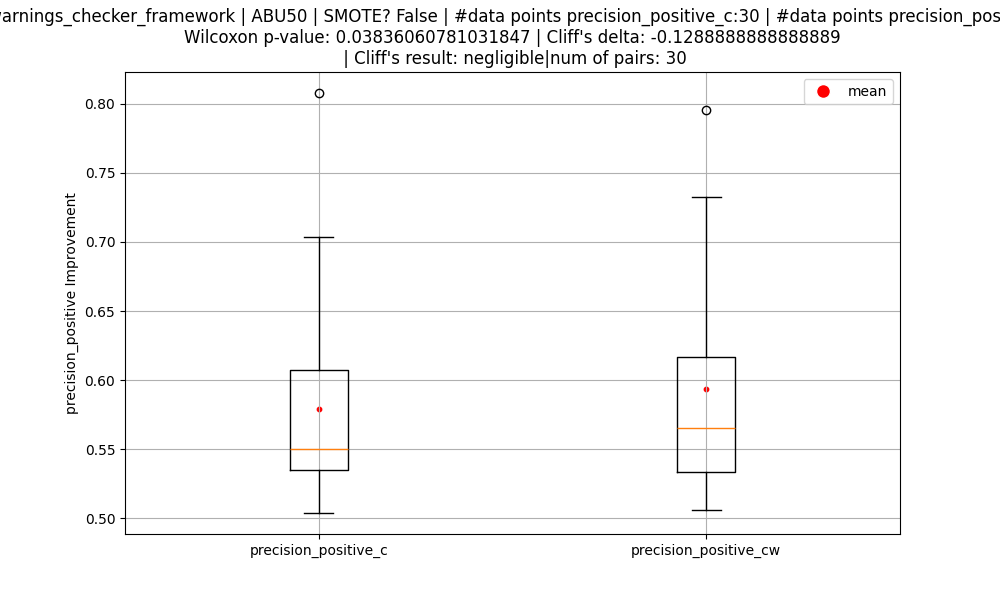 arnings_checker_framework | ABU50 | SMOTE? False | #data points precision_positive_c:30 | #data points precision_pos
Wilcoxon p-value: 0.03836060781031847 | Cliff's delta: -0.1288888888888889
| Cliff's result: negligible|num of pairs: 30
mean
0.80
0.75
0.70
0.65
0.60
0.55
0.50
precision_positive Improvement
precision_positive_c
precision_positive_cw